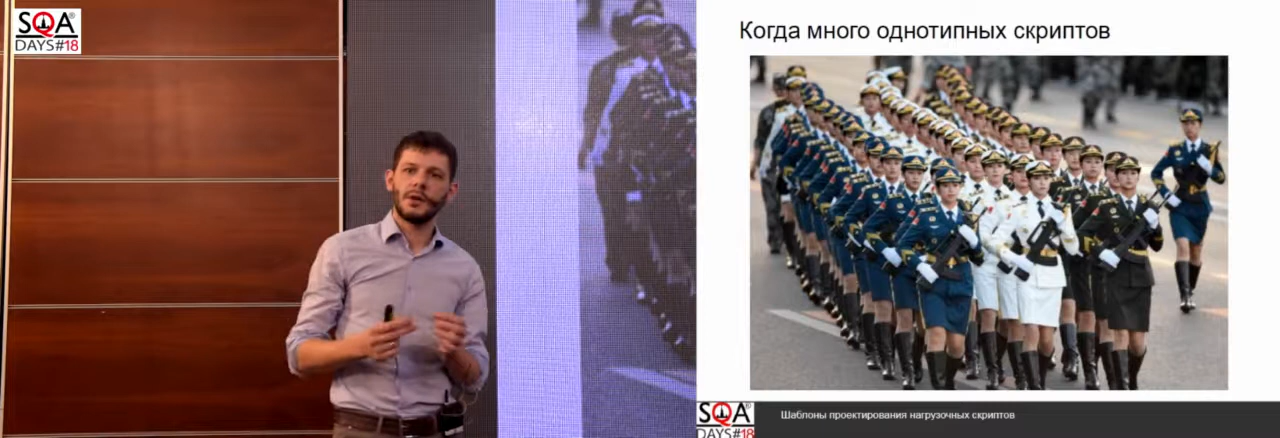 SQA®
DAYS#18
Когда много однотипных скриптов
SQA®
DAYS#18
Шаблоны проектирования нагрузочных скриптов